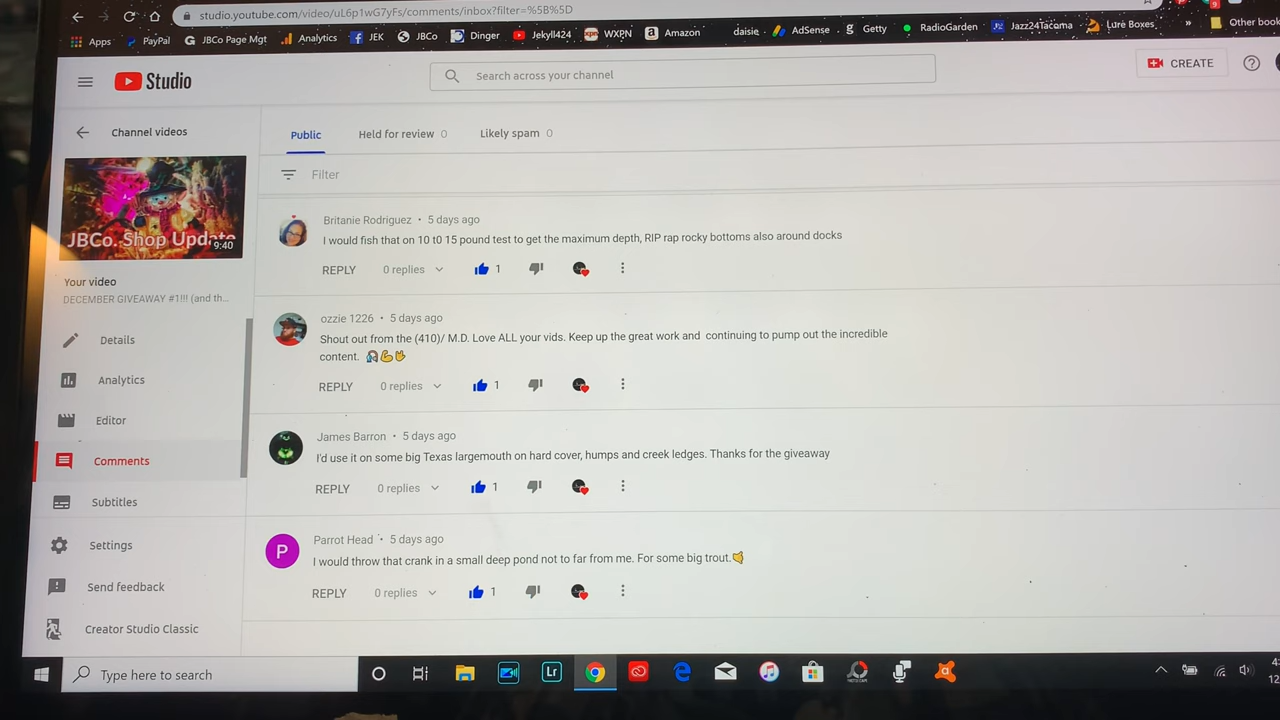 studio.youtube.com/video/uL6p1wG7yFs/comments/inbox?filter=%5B%5D
Apps PayPal G JBCo Page Mgt Analytics JEK JBCo Dinger Jekyll424 WXPN Amazon daisie AdSense Getty RadioGarden Jazz24Tacoma Lure Boxes » Other book
9
Studio
Search across your channel
CREATE
Channel videos
Public
Held for review 0
Likely spam 0
Filter
JBCo. Shop Update
9:40
Your video
DECEMBER GIVEAWAY #1!!! (and th...
Details
Analytics
Editor
Comments
Subtitles
Settings
Send feedback
Creator Studio Classic
Britanie Rodriguez • 5 days ago
I would fish that on 10 t0 15 pound test to get the maximum depth, RIP rap rocky bottoms also around docks
REPLY 0 replies 1
ozzie 1226 • 5 days ago
Shout out from the (410)/ M.D. Love ALL your vids. Keep up the great work and continuing to pump out the incredible
content. 🎣💪🤟
REPLY 0 replies 1
James Barron • 5 days ago
I'd use it on some big Texas largemouth on hard cover, humps and creek ledges. Thanks for the giveaway
REPLY 0 replies 1
P
Parrot Head • 5 days ago
I would throw that crank in a small deep pond not to far from me. For some big trout.🤙
REPLY 0 replies 1
Type here to search
Lr